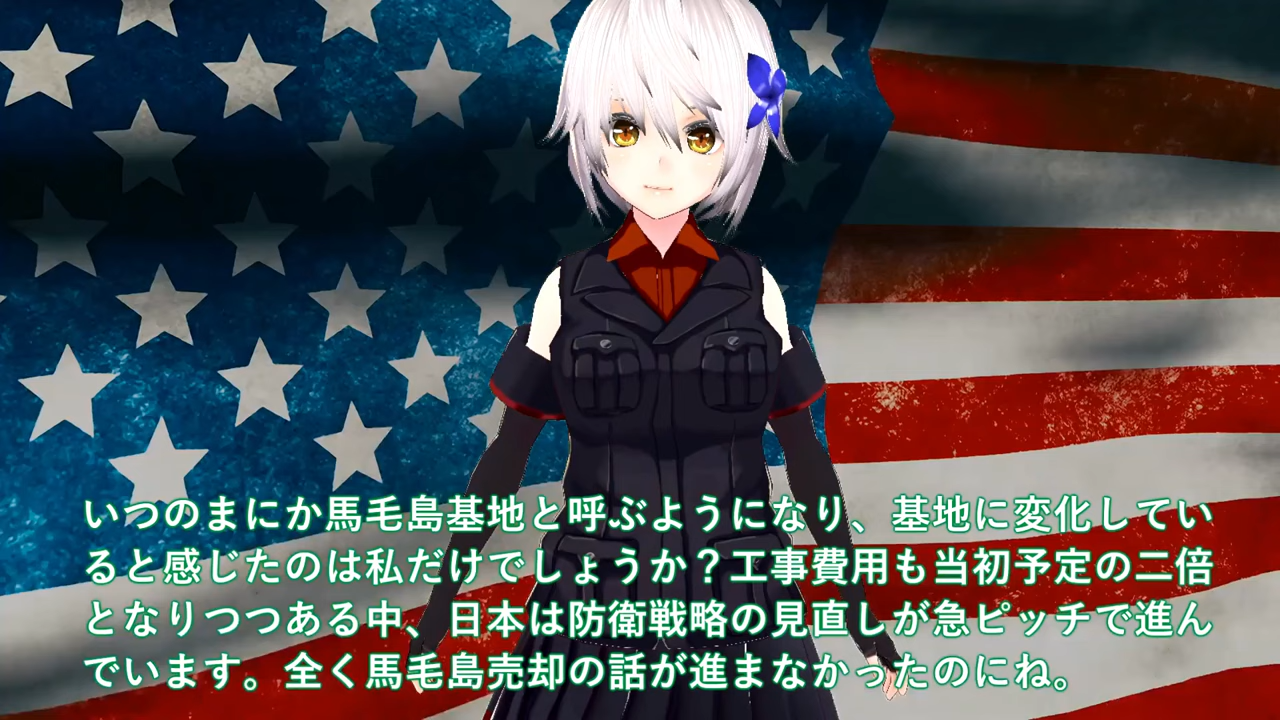 いつのまにか馬毛島基地と呼ぶようになり、基地に変化してい
ると感じたのは私だけでしょうか？工事費用も当初予定の二倍
となりつつある中、日本は防衛戦略の見直しが急ピッチで進ん
でいます。全く馬毛島売却の話が進まなかったのにね。